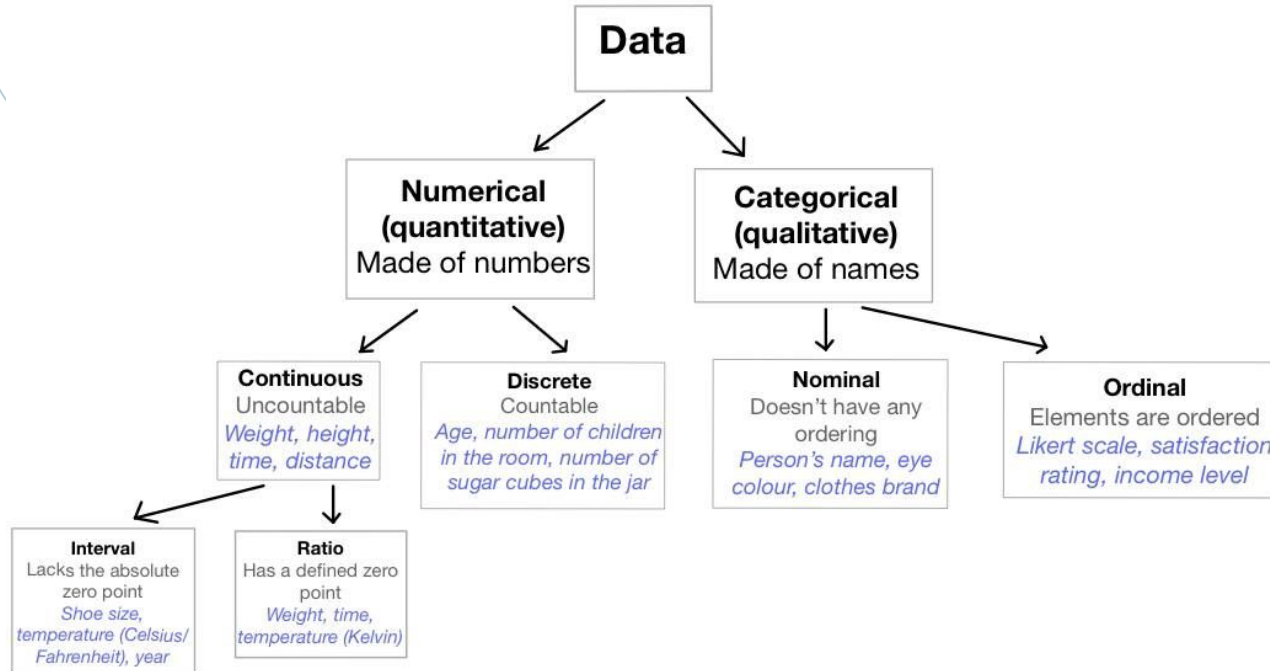 Data
Numerical
(quantitative)
Made of numbers
Categorical
(qualitative)
Made of names
Continuous
Uncountable
Weight, height,
time, distance
Discrete
Countable
Age, number of children
in the room, number of
sugar cubes in the jar
Nominal
Doesn't have any
ordering
Person's name, eye
colour, clothes brand
Ordinal
Elements are ordered
Likert scale, satisfaction
rating, income level
Interval
Lacks the absolute
zero point
Shoe size,
temperature (Celsius/
Fahrenheit), year
Ratio
Has a defined zero
point
Weight, time,
temperature (Kelvin)